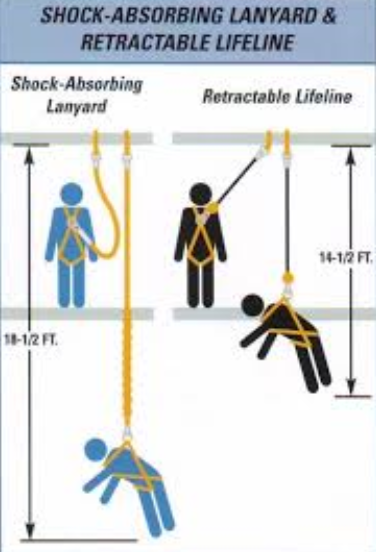 SHOCK-ABSORBING LANYARD &
RETRACTABLE LIFELINE
Shock-Absorbing
Lanyard
Retractable Lifeline
14-1/2 FT.
18-1/2 FT.